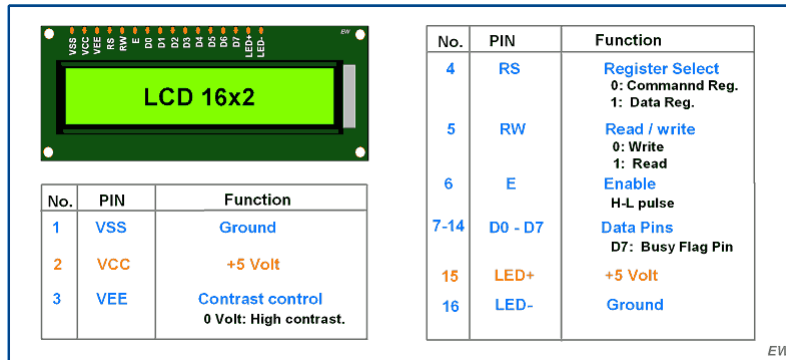 VSS VCC VEE RS RW E D0 D1 D2 D3 D4 D5 D6 D7 LED+ LED-
EW
LCD 16x2
No. PIN Function
1 VSS Ground
2 VCC +5 Volt
3 VEE Contrast control
0 Volt: High contrast.
No. PIN Function
4 RS Register Select
0: Commannd Reg.
1: Data Reg.
5 RW Read / write
0: Write
1: Read
6 E Enable
H-L pulse
7-14 D0 - D7 Data Pins
D7: Busy Flag Pin
15 LED+ +5 Volt
16 LED- Ground
EW